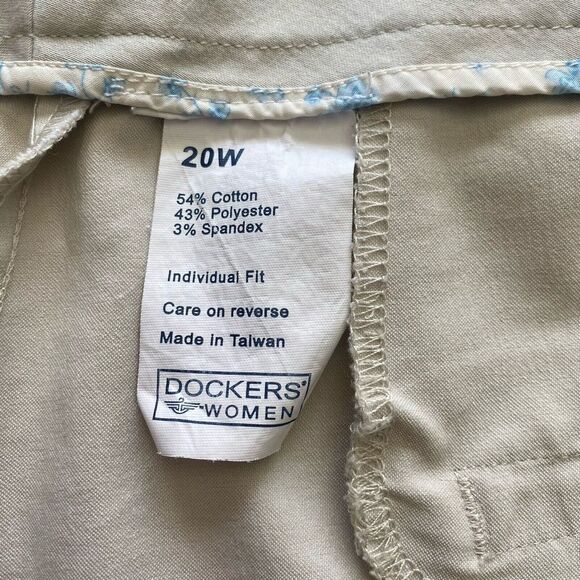 20W
54% Cotton
43% Polyester
3% Spandex
Individual Fit
Care on reverse
Made in Taiwan
DOCKERS®
WOMEN